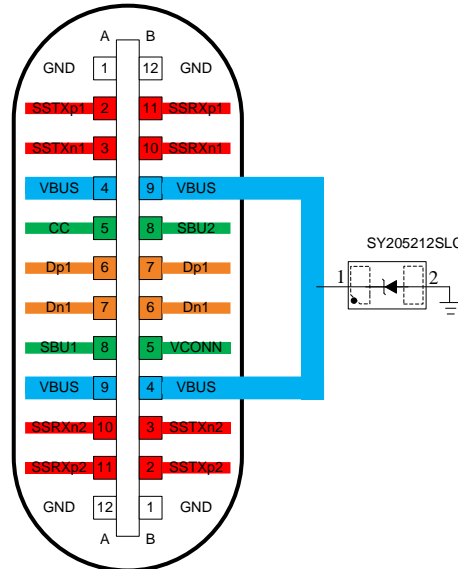 A B
GND 1 12 GND
SSTXp1 2 11 SSRXp1
SSTXn1 3 10 SSRXn1
VBUS 4 9 VBUS
CC 5 8 SBU2
SY205212SLC
Dp1 6 7 Dp1
1 2
Dn1 7 6 Dn1
SBU1 8 5 VCONN
VBUS 9 4 VBUS
SSRXn2 10 3 SSTXn2
SSRXp2 11 2 SSTXp2
GND 12 1 GND
A B